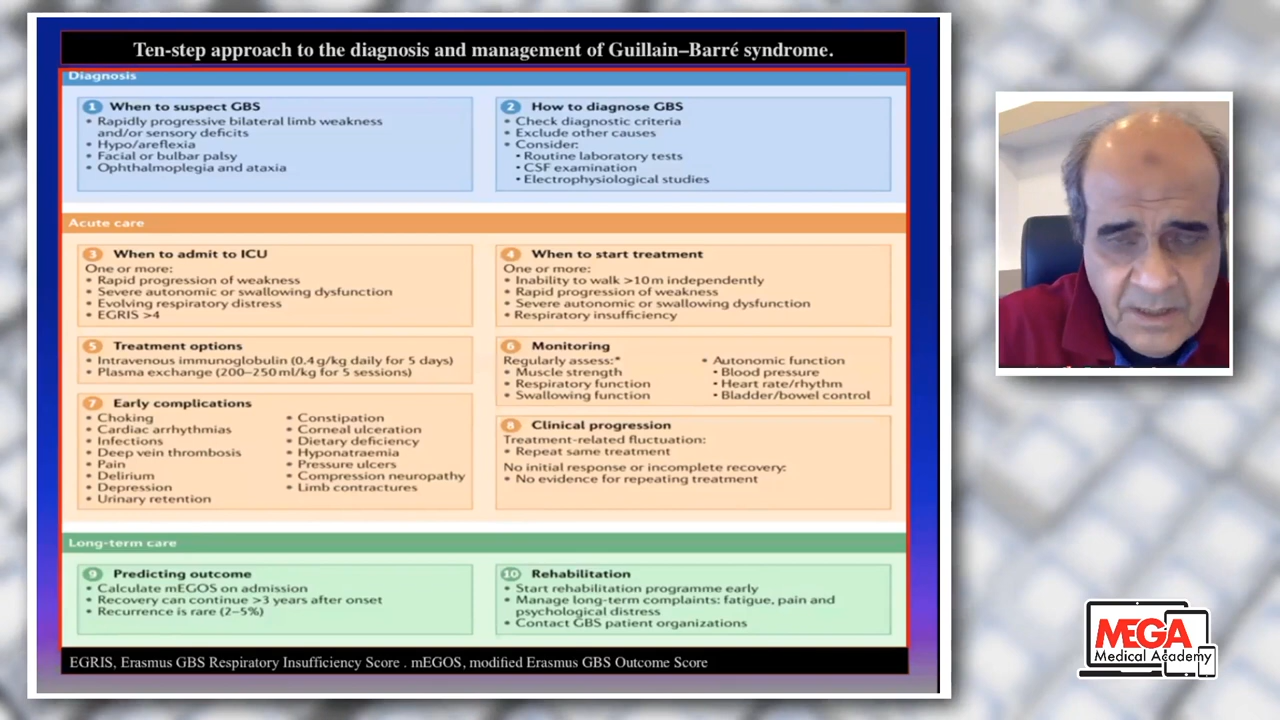 Ten-step approach to the diagnosis and management of Guillain–Barré syndrome.
Diagnosis
1 When to suspect GBS
• Rapidly progressive bilateral limb weakness
and/or sensory deficits
• Hypo/areflexia
• Facial or bulbar palsy
• Ophthalmoplegia and ataxia
2 How to diagnose GBS
• Check diagnostic criteria
• Exclude other causes
• Consider:
• Routine laboratory tests
• CSF examination
• Electrophysiological studies
Acute care
3 When to admit to ICU
One or more:
• Rapid progression of weakness
• Severe autonomic or swallowing dysfunction
• Evolving respiratory distress
• EGRIS >4
4 When to start treatment
One or more:
• Inability to walk >10 m independently
• Rapid progression of weakness
• Severe autonomic or swallowing dysfunction
• Respiratory insufficiency
5 Treatment options
• Intravenous immunoglobulin (0.4 g/kg daily for 5 days)
• Plasma exchange (200–250 ml/kg for 5 sessions)
6 Monitoring
Regularly assess:*
• Muscle strength
• Respiratory function
• Swallowing function
• Autonomic function
• Blood pressure
• Heart rate/rhythm
• Bladder/bowel control
7 Early complications
• Choking
• Cardiac arrhythmias
• Infections
• Deep vein thrombosis
• Pain
• Delirium
• Depression
• Urinary retention
• Constipation
• Corneal ulceration
• Dietary deficiency
• Hyponatraemia
• Pressure ulcers
• Compression neuropathy
• Limb contractures
8 Clinical progression
Treatment-related fluctuation:
• Repeat same treatment
No initial response or incomplete recovery:
• No evidence for repeating treatment
Long-term care
9 Predicting outcome
• Calculate mEGOS on admission
• Recovery can continue >3 years after onset
• Recurrence is rare (2–5%)
10 Rehabilitation
• Start rehabilitation programme early
• Manage long-term complaints: fatigue, pain and
psychological distress
• Contact GBS patient organizations
EGRIS, Erasmus GBS Respiratory Insufficiency Score . mEGOS, modified Erasmus GBS Outcome Score
MEGA
Medical Academy